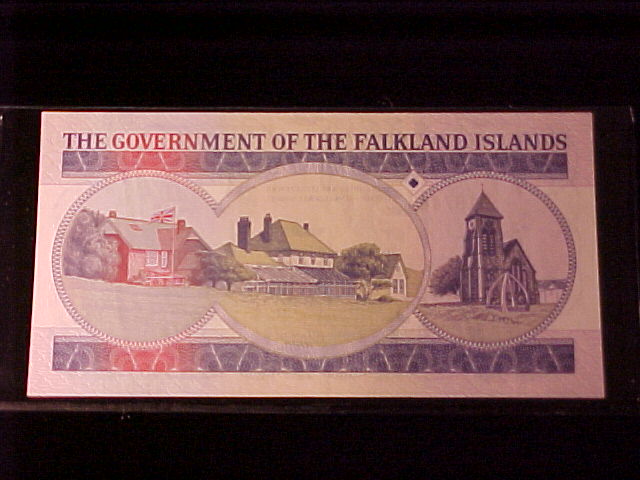 THE GOVERNMENT OF THE FALKLAND ISLANDS